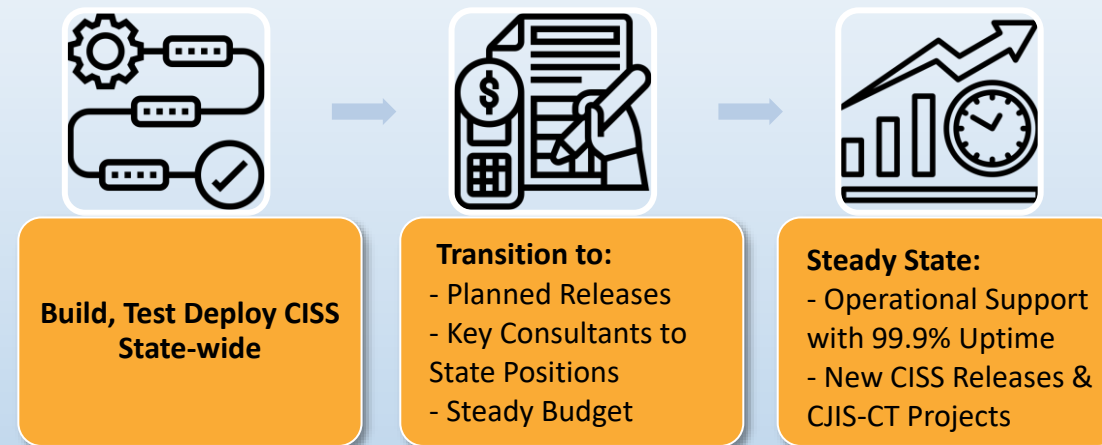 Build, Test Deploy CISS
State-wide
Transition to:
- Planned Releases
- Key Consultants to
State Positions
- Steady Budget
Steady State:
- Operational Support
with 99.9% Uptime
- New CISS Releases &
CJIS-CT Projects